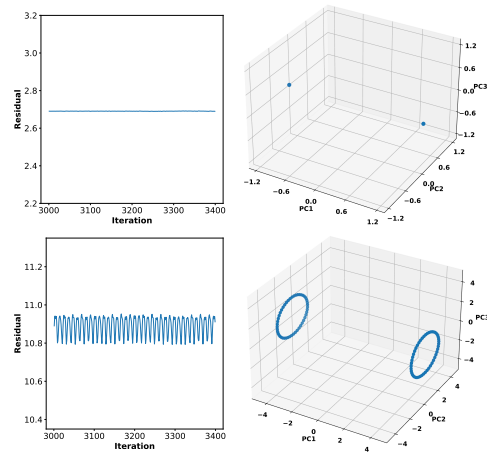 3.2
3.0
2.8
2.6
2.4
2.2
Residual
3000 3100 3200 3300 3400
Iteration
1.2
0.6
0.0
−0.6
−1.2
PC3
−1.2 −0.6 0.0 0.6 1.2
PC1
−1.2 −0.6 0.0 0.6 1.2
PC2
11.2
11.0
10.8
10.6
10.4
Residual
3000 3100 3200 3300 3400
Iteration
4
2
0
−2
−4
PC3
−4 −2 0 2 4
PC1
−4 −2 0 2 4
PC2